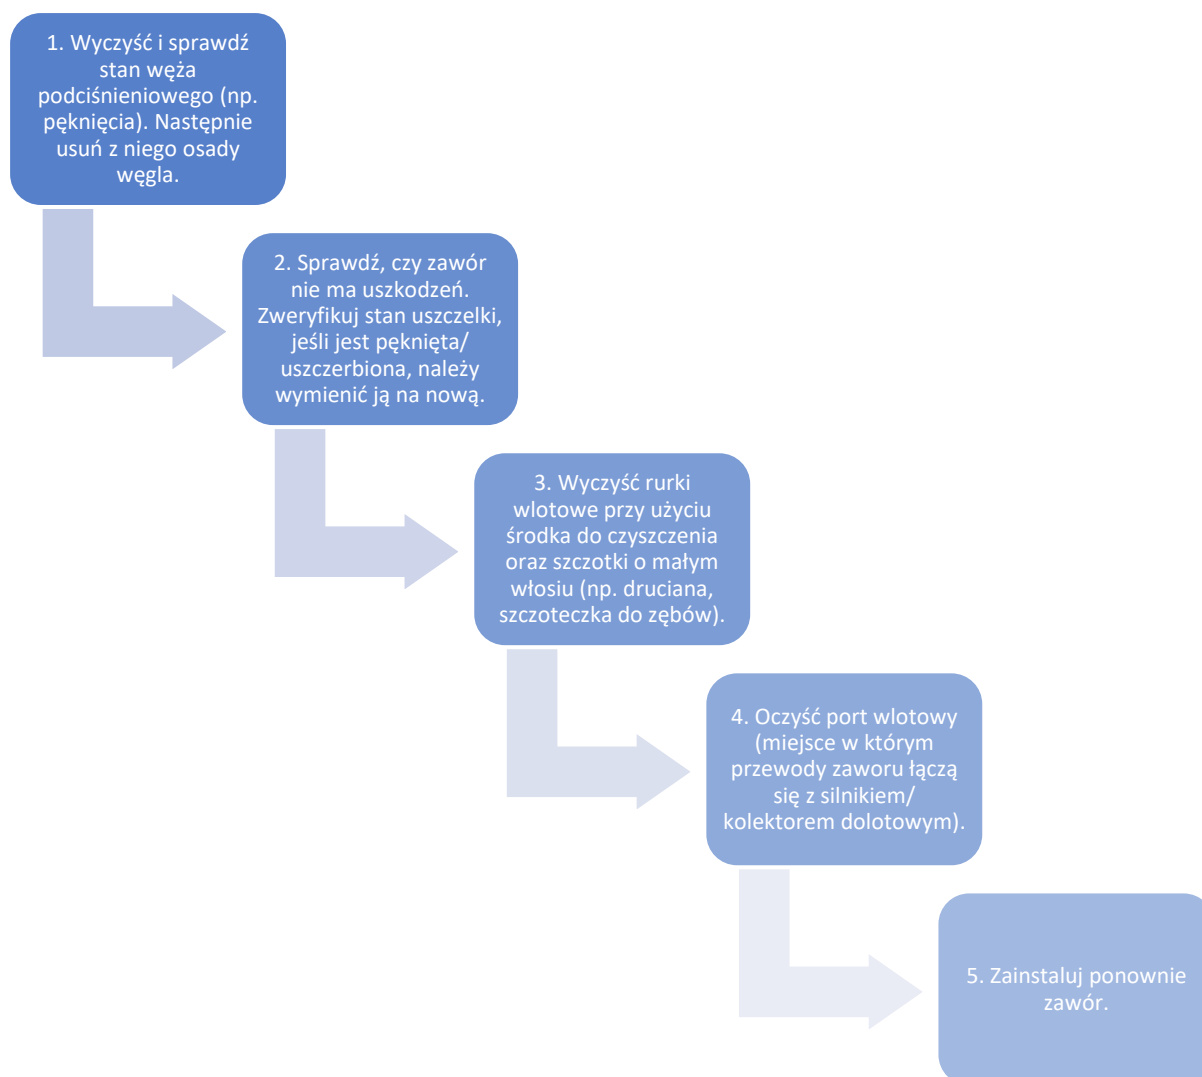 1. Wyczyść i sprawdź
stan węża
podciśnieniowego (np.
pęknięcia). Następnie
usuń z niego osady
węgla.
2. Sprawdź, czy zawór
nie ma uszkodzeń.
Zweryfikuj stan uszczelki,
jeśli jest pęknięta/
uszczerbiona, należy
wymienić ją na nową.
3. Wyczyść rurki
wlotowe przy użyciu
środka do czyszczenia
oraz szczotki o małym
włosiu (np. druciana,
szczoteczka do zębów).
4. Oczyść port wlotowy
(miejsce w którym
przewody zaworu łączą
się z silnikiem/
kolektorem dolotowym).
5. Zainstaluj ponownie
zawór.